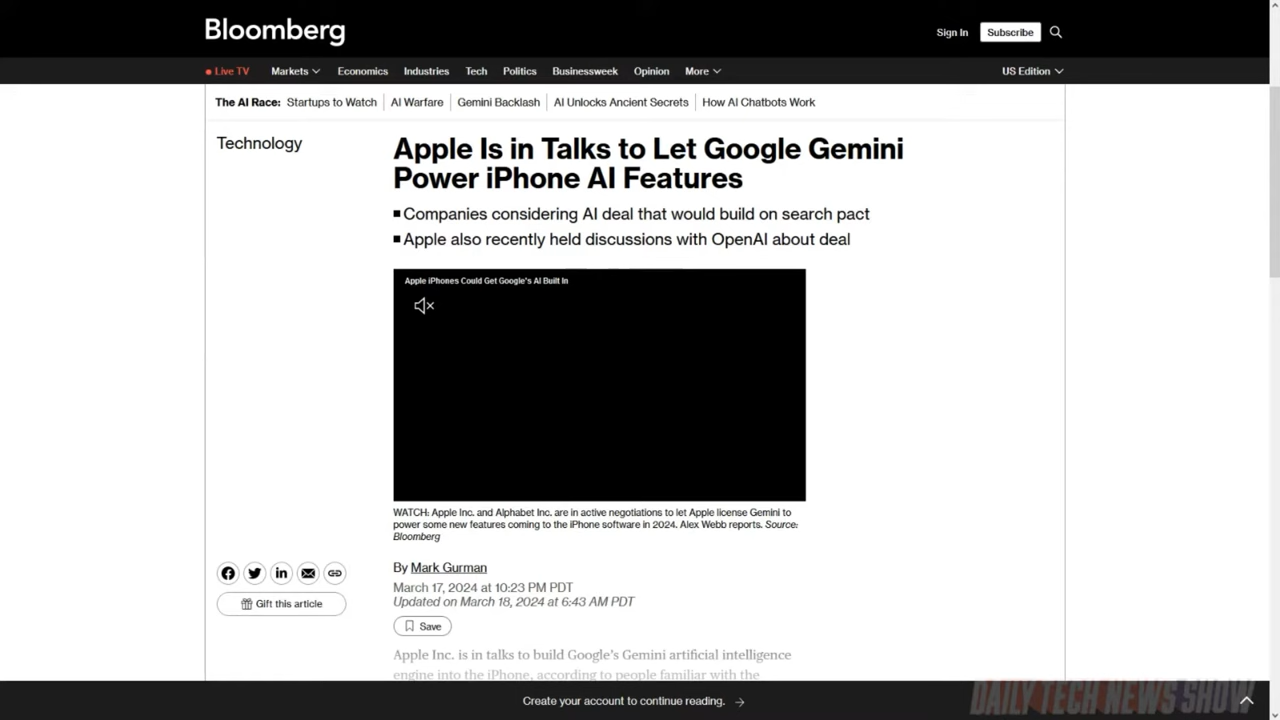 Bloomberg
Sign In
Subscribe
Live TV
Markets
Economics
Industries
Tech
Politics
Businessweek
Opinion
More
US Edition
The AI Race: Startups to Watch
AI Warfare
Gemini Backlash
AI Unlocks Ancient Secrets
How AI Chatbots Work
Technology
Apple Is in Talks to Let Google Gemini
Power iPhone AI Features
Companies considering AI deal that would build on search pact
Apple also recently held discussions with OpenAI about deal
Apple iPhones Could Get Google's AI Built In
WATCH: Apple Inc. and Alphabet Inc. are in active negotiations to let Apple license Gemini to
power some new features coming to the iPhone software in 2024. Alex Webb reports. Source:
Bloomberg
By Mark Gurman
March 17, 2024 at 10:23 PM PDT
Updated on March 18, 2024 at 6:43 AM PDT
Gift this article
Save
Apple Inc. is in talks to build Google's Gemini artificial intelligence
engine into the iPhone, according to people familiar with the
Create your account to continue reading.
DAILY TECH NEWS SHOW